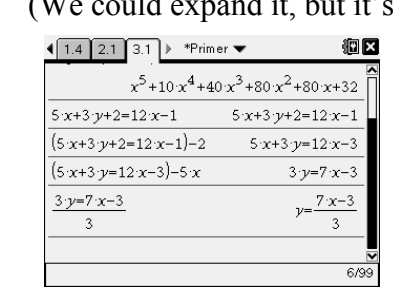 (We could expand it, but it's
1.4 2.1 3.1 *Primer
x^5+10·x^4+40·x^3+80·x^2+80·x+32
5·x+3·y+2=12·x−1 5·x+3·y+2=12·x−1
(5·x+3·y+2=12·x−1)−2 5·x+3·y=12·x−3
(5·x+3·y=12·x−3)−5·x 3·y=7·x−3
3·y=7·x−3
3
y=7·x−3
3
6/99